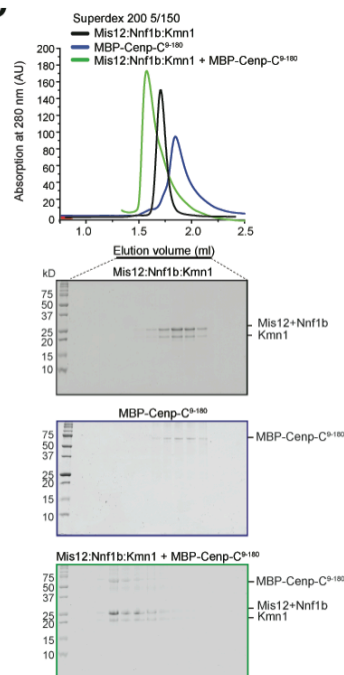 Superdex 200 5/150
Mis12:Nnf1b:Kmn1
MBP-Cenp-C9-180
Mis12:Nnf1b:Kmn1 + MBP-Cenp-C9-180
Absorption at 280 nm (AU)
200
180
160
140
120
100
80
60
40
20
0
1.0 1.5 2.0 2.5
Elution volume (ml)
kD
Mis12:Nnf1b:Kmn1
75
50
37
25
20
15
10
Mis12+Nnf1b
Kmn1
MBP-Cenp-C9-180
75
50
37
25
20
15
10
MBP-Cenp-C9-180
Mis12:Nnf1b:Kmn1 + MBP-Cenp-C9-180
75
50
37
25
20
15
10
MBP-Cenp-C9-180
Mis12+Nnf1b
Kmn1